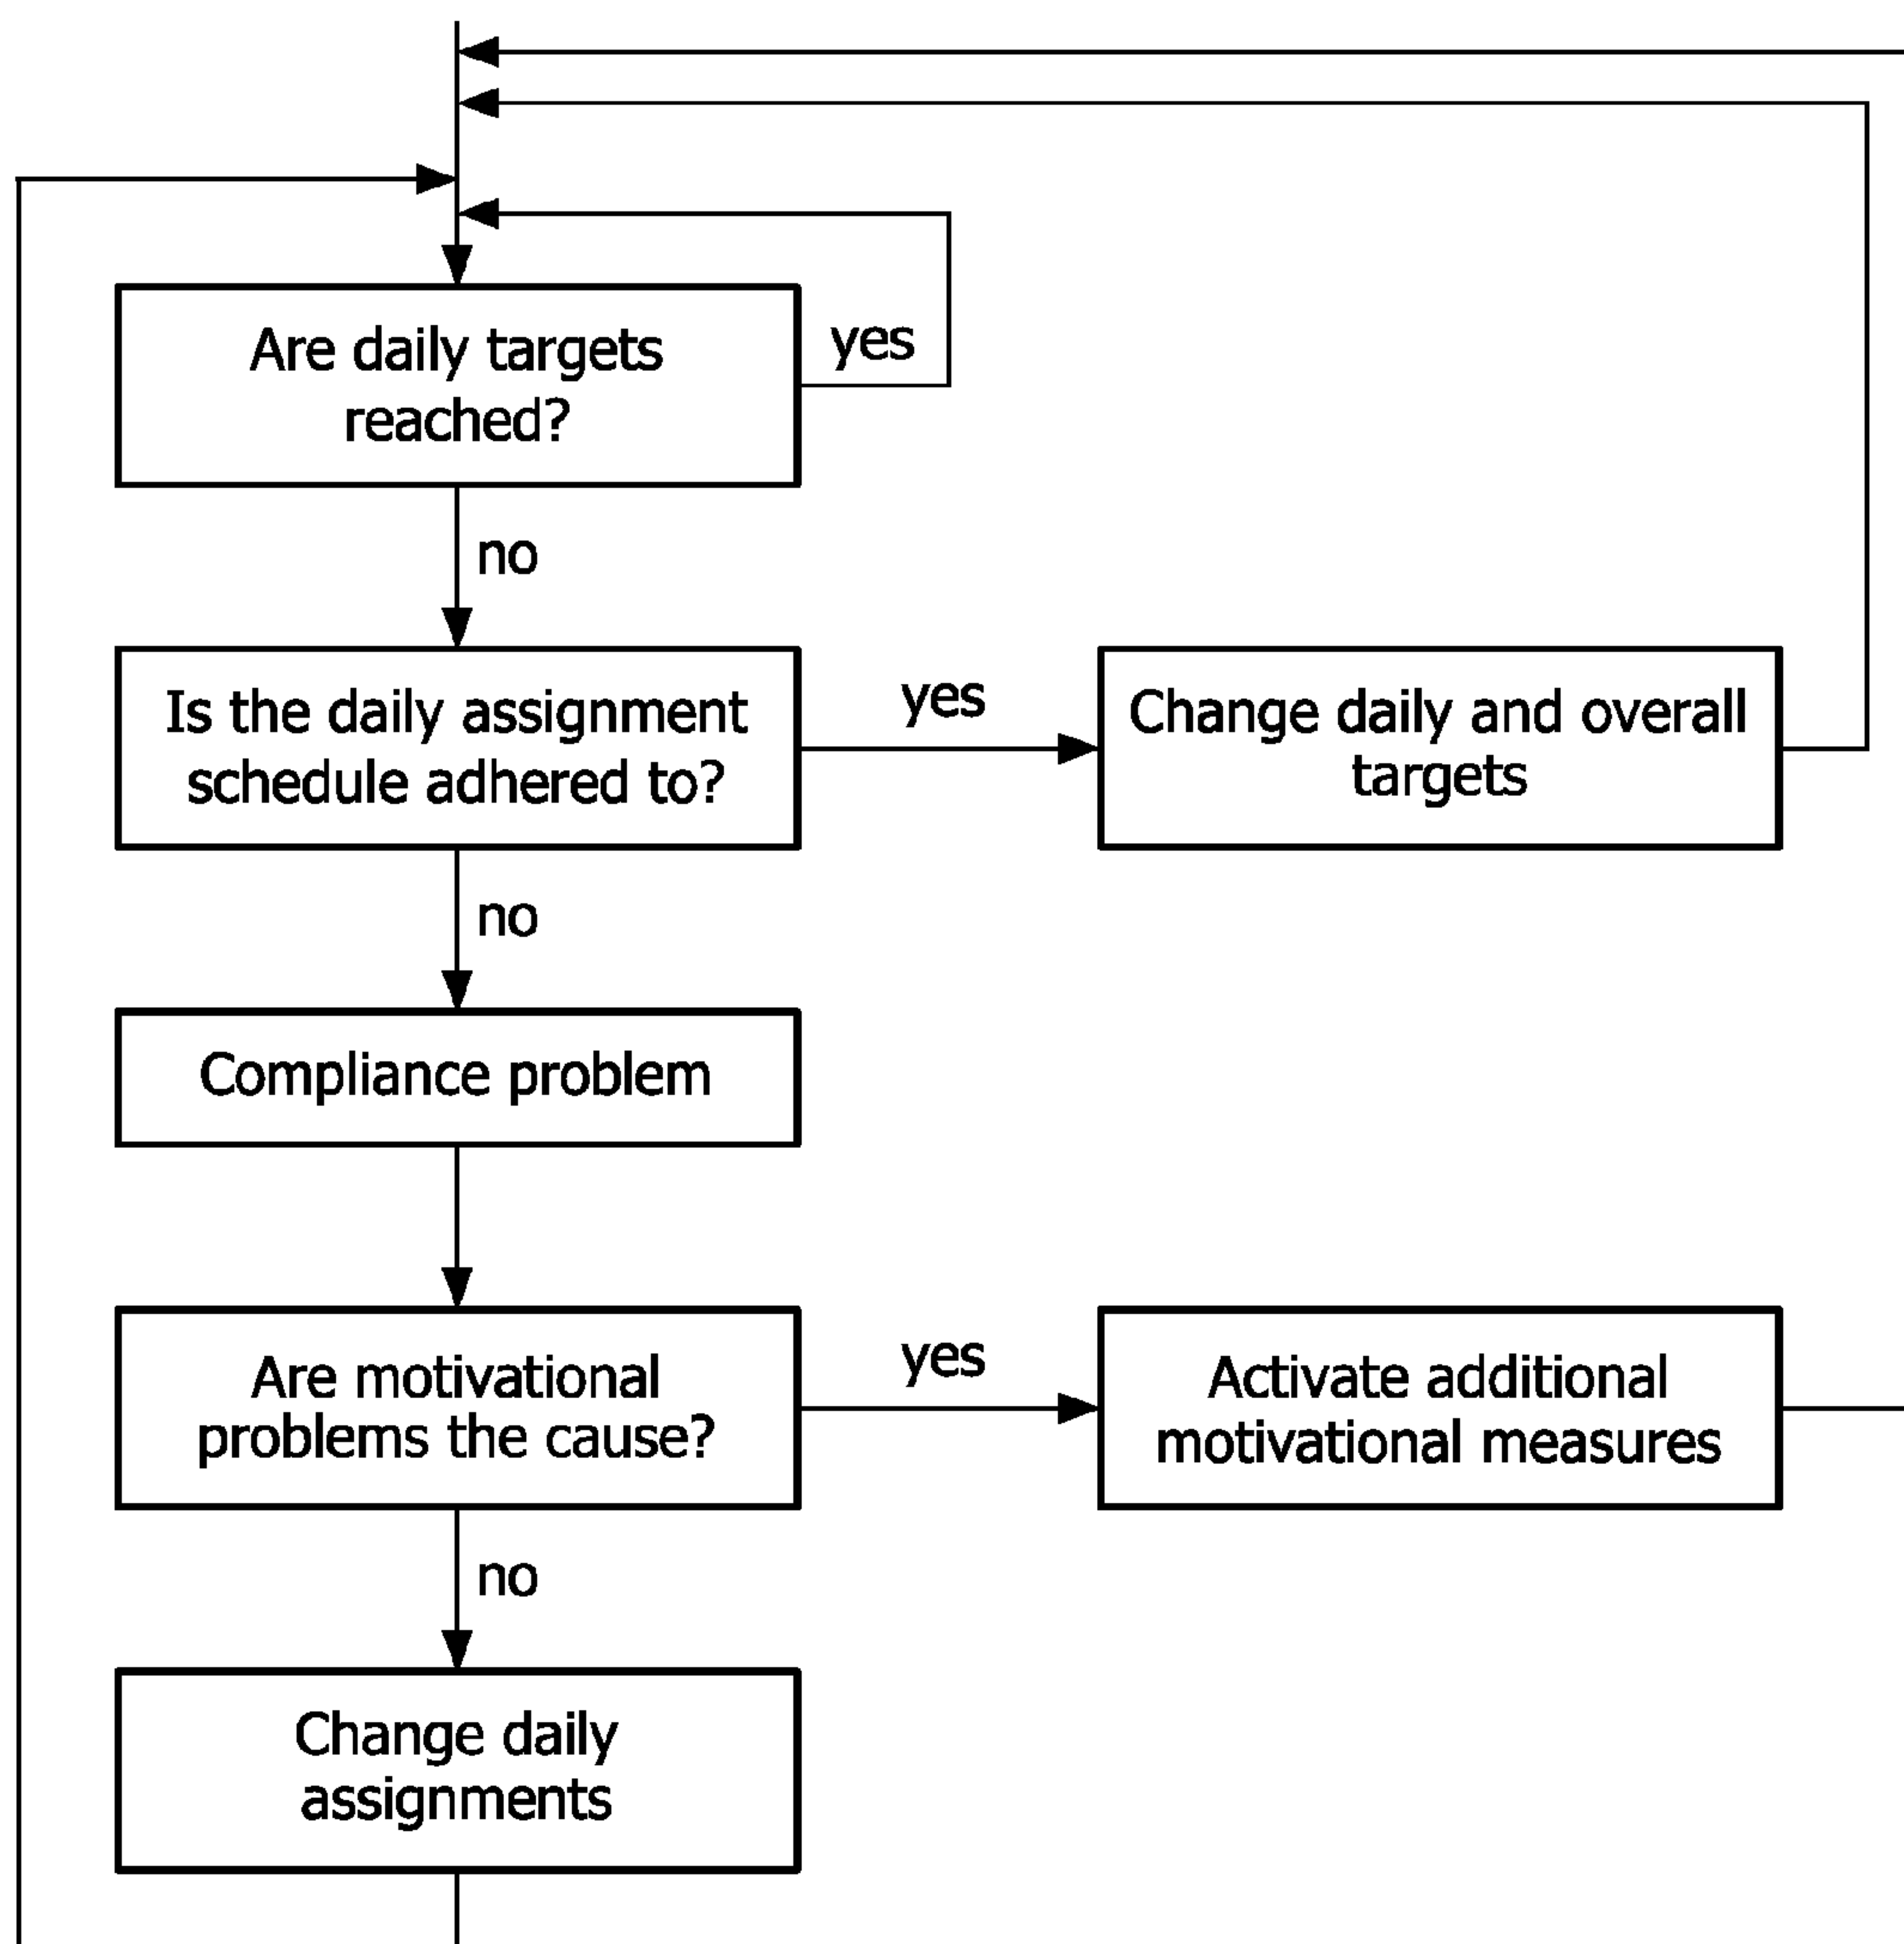 Are daily targets
reached?
yes
no
Is the daily assignment
schedule adhered to?
yes
Change daily and overall
targets
no
Compliance problem
Are motivational
problems the cause?
yes
Activate additional
motivational measures
no
Change daily
assignments